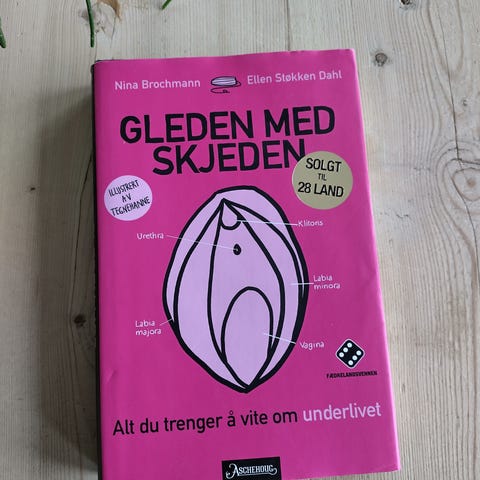 Nina Brochmann
Ellen Støkken Dahl
GLEDEN MED
SKJEDEN
ILLUSTRERT
AV
TEGNEHANNE
SOLGT
TIL
28 LAND
Klitoris
Urethra
Labia
minora
Labia
majora
Vagina
FÆDRELANDSVENNEN
Alt du trenger å vite om underlivet
ASCHEHOUG